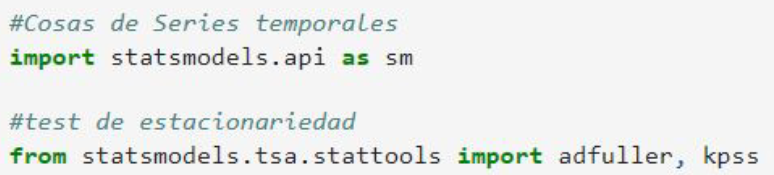 #Cosas de Series temporales
import statsmodels.api as sm
#test de estacionariedad
from statsmodels.tsa.stattools import adfuller, kpss